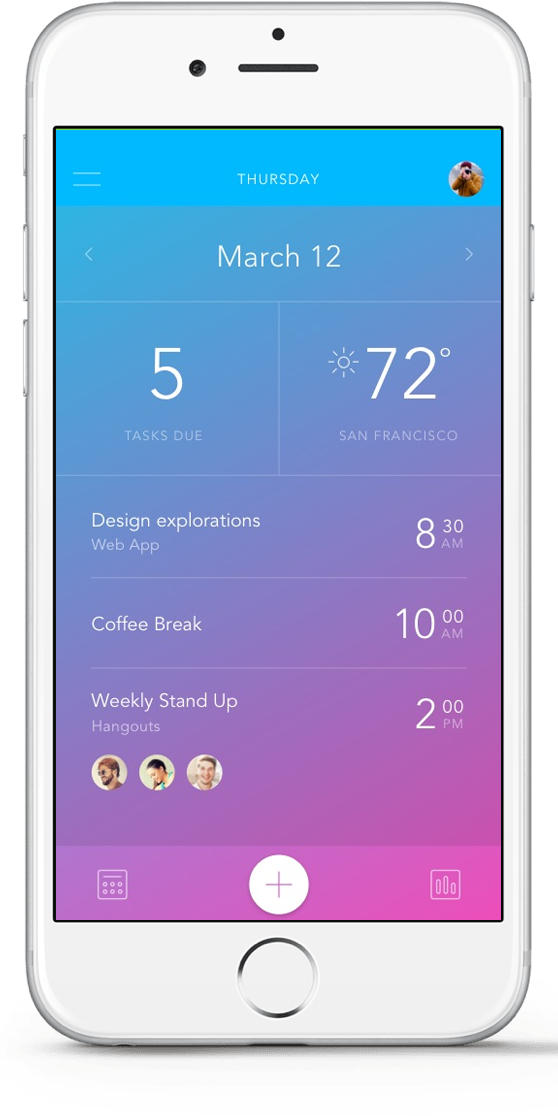 THURSDAY
March 12
5
TASKS DUE
72°
SAN FRANCISCO
Design explorations
Web App
8 30 AM
Coffee Break
10 00 AM
Weekly Stand Up
Hangouts
2 00 PM